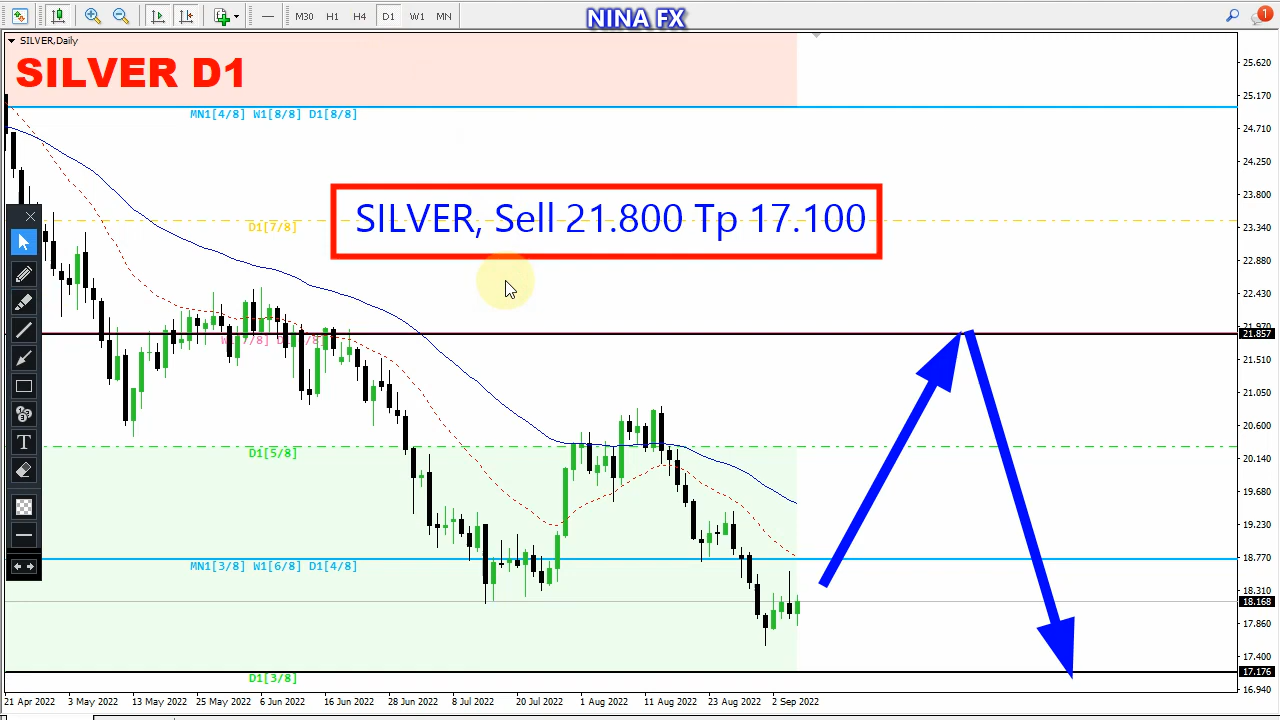 M30 H1 H4 D1 W1 MN
NINA FX
1
SILVER,Daily
SILVER D1
25.620
25.170
MN1[4/8] W1[8/8] D1[8/8]
24.710
24.250
23.800
SILVER, Sell 21.800 Tp 17.100
D1[7/8]
23.340
22.880
22.430
21.970
21.857
21.510
21.050
20.600
D1[5/8]
20.140
T
19.680
19.230
18.770
MN1[3/8] W1[6/8] D1[4/8]
18.310
18.168
17.860
17.400
17.176
D1[3/8]
16.940
21 Apr 2022 3 May 2022 13 May 2022 25 May 2022 6 Jun 2022 16 Jun 2022 28 Jun 2022 8 Jul 2022 20 Jul 2022 1 Aug 2022 11 Aug 2022 23 Aug 2022 2 Sep 2022